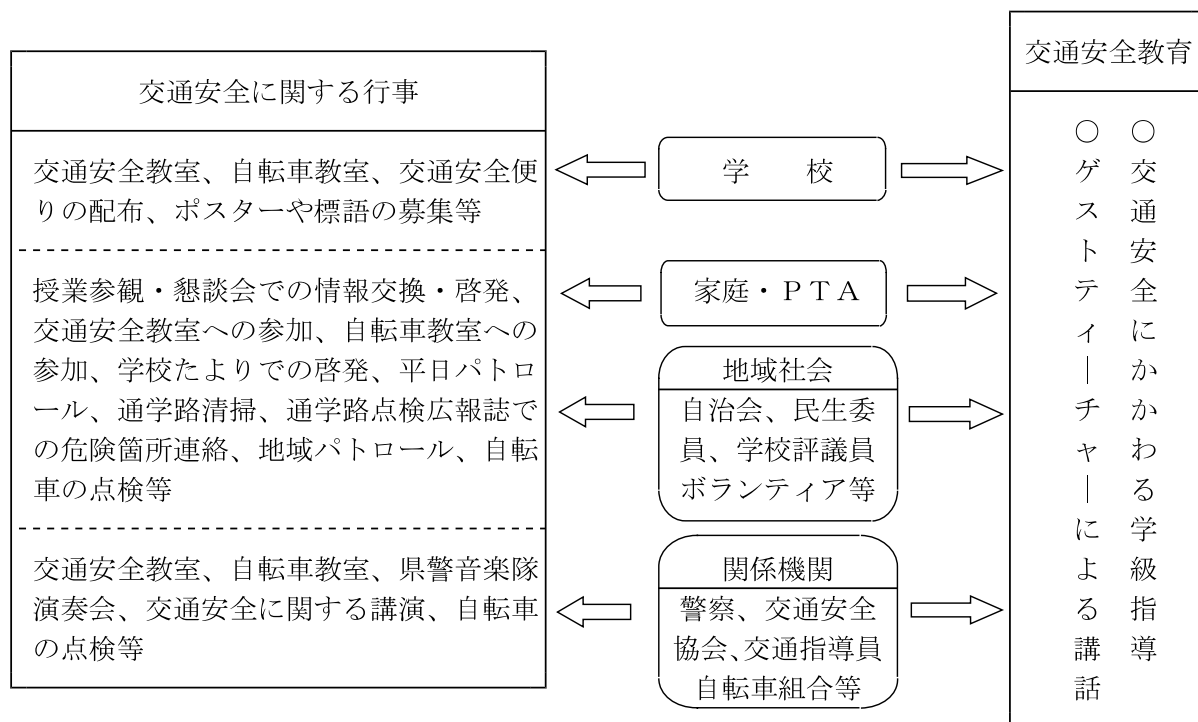 交通安全に関する行事
交通安全教室、自転車教室、交通安全便
りの配布、ポスターや標語の募集等
授業参観・懇談会での情報交換・啓発、
交通安全教室への参加、自転車教室への
参加、学校たよりでの啓発、平日パトロ
ール、通学路清掃、通学路点検広報誌で
の危険箇所連絡、地域パトロール、自転
車の点検等
交通安全教室、自転車教室、県警音楽隊
演奏会、交通安全に関する講演、自転車
の点検等
学　　校
家庭・ＰＴＡ
地域社会
自治会、民生委
員、学校評議員
ボランティア等
関係機関
警察、交通安全
協会、交通指導員
自転車組合等
交通安全教育
○交通安全にかかわる学級指導
○ゲストティーチャーによる講話